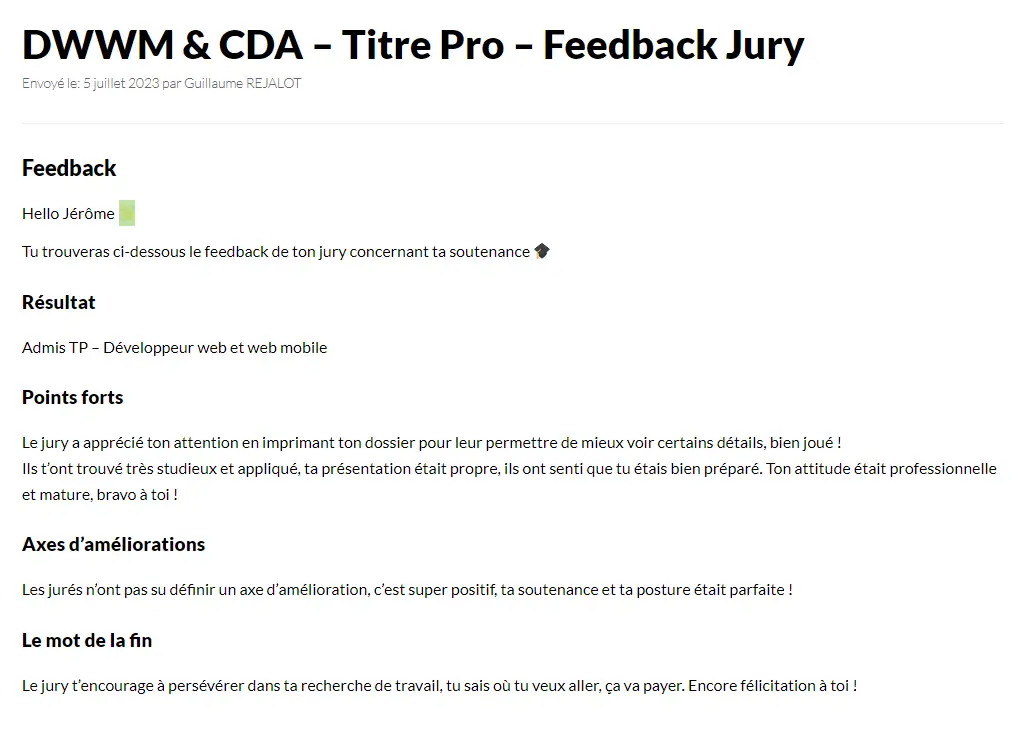 DWWM & CDA – Titre Pro – Feedback Jury
Envoyé le: 5 juillet 2023 par Guillaume REJALOT
Feedback
Hello Jérôme
Tu trouveras ci-dessous le feedback de ton jury concernant ta soutenance 🎓
Résultat
Admis TP – Développeur web et web mobile
Points forts
Le jury a apprécié ton attention en imprimant ton dossier pour leur permettre de mieux voir certains détails, bien joué !
Ils t’ont trouvé très studieux et appliqué, ta présentation était propre, ils ont senti que tu étais bien préparé. Ton attitude était professionnelle
et mature, bravo à toi !
Axes d’améliorations
Les jurés n’ont pas su définir un axe d’amélioration, c’est super positif, ta soutenance et ta posture était parfaite !
Le mot de la fin
Le jury t’encourage à persévérer dans ta recherche de travail, tu sais où tu veux aller, ça va payer. Encore félicitation à toi !